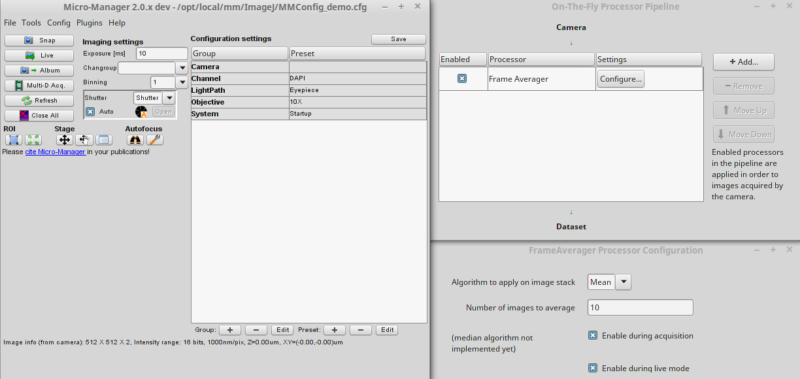 Micro-Manager 2.0.x dev - /opt/local/mm/ImageJ/MMConfig_demo.cfg
File Tools Config Plugins Help
Snap
Live
Album
Multi-D Acq.
Refresh
Close All
Imaging settings
Exposure [ms] 10
Changroup:
Binning 1
Shutter Shutter
Auto Open
ROI Stage Autofocus
Please cite Micro-Manager in your publications!
Configuration settings Save
Group Preset
Camera
Channel DAPI
LightPath Eyepiece
Objective 10X
System Startup
Group: + − Edit Preset: + − Edit
Image info (from camera): 512 X 512 X 2, Intensity range: 16 bits, 1000nm/pix, Z=0.00um, XY=(-0.00,-0.00)um
On-The-Fly Processor Pipeline
Camera
Enabled Processor Settings
Frame Averager Configure...
+ Add...
− Remove
Move Up
Move Down
Enabled processors
in the pipeline are
applied in order to
images acquired by
the camera.
Dataset
FrameAverager Processor Configuration
Algorithm to apply on image stack Mean
Number of images to average 10
(median algorithm not
implemented yet)
Enable during acquisition
Enable during live mode